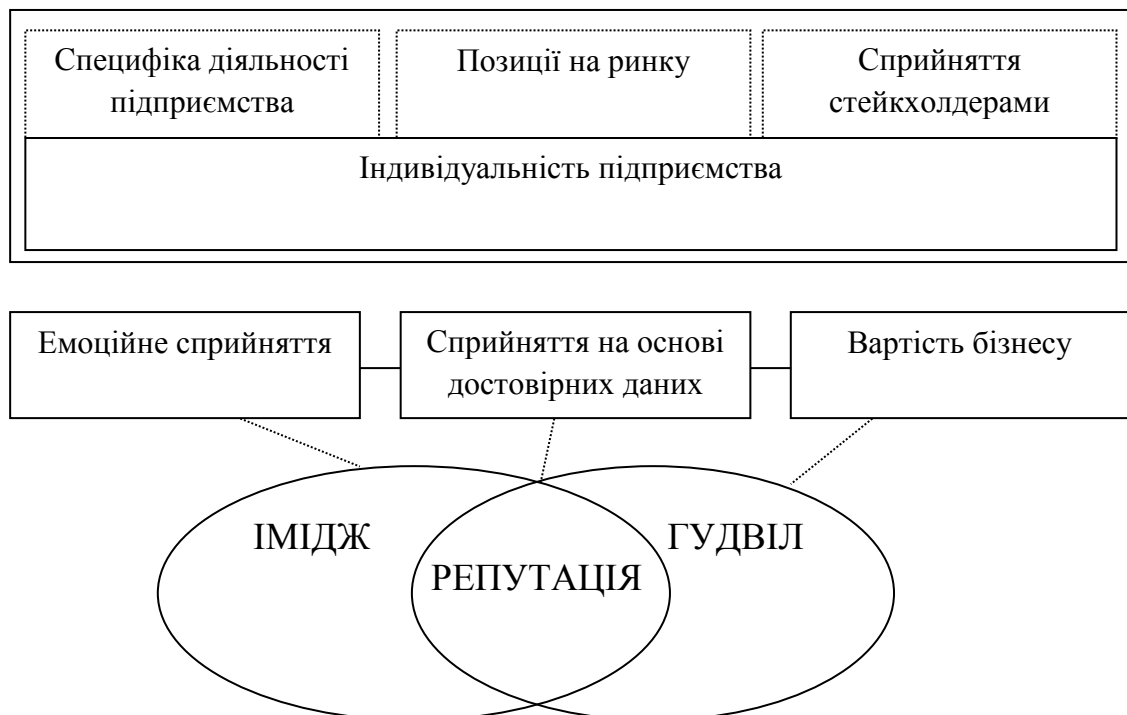 Специфіка діяльності
підприємства
Позиції на ринку
Сприйняття
стейкхолдерами
Індивідуальність підприємства
Емоційне сприйняття
Сприйняття на основі
достовірних даних
Вартість бізнесу
ІМІДЖ
ГУДВІЛ
РЕПУТАЦІЯ